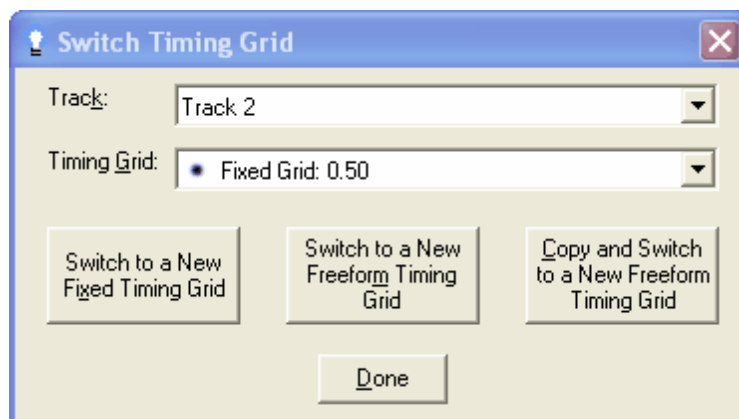 Switch Timing Grid
Track:
Track 2
Timing Grid:
Fixed Grid: 0.50
Switch to a New
Fixed Timing Grid
Switch to a New
Freeform Timing
Grid
Copy and Switch
to a New Freeform
Timing Grid
Done